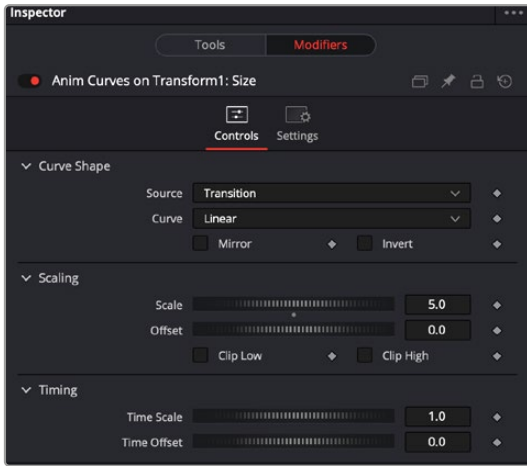 Inspector
Tools Modifiers
Anim Curves on Transform1: Size
Controls Settings
Curve Shape
Source Transition
Curve Linear
Mirror Invert
Scaling
Scale 5.0
Offset 0.0
Clip Low Clip High
Timing
Time Scale 1.0
Time Offset 0.0